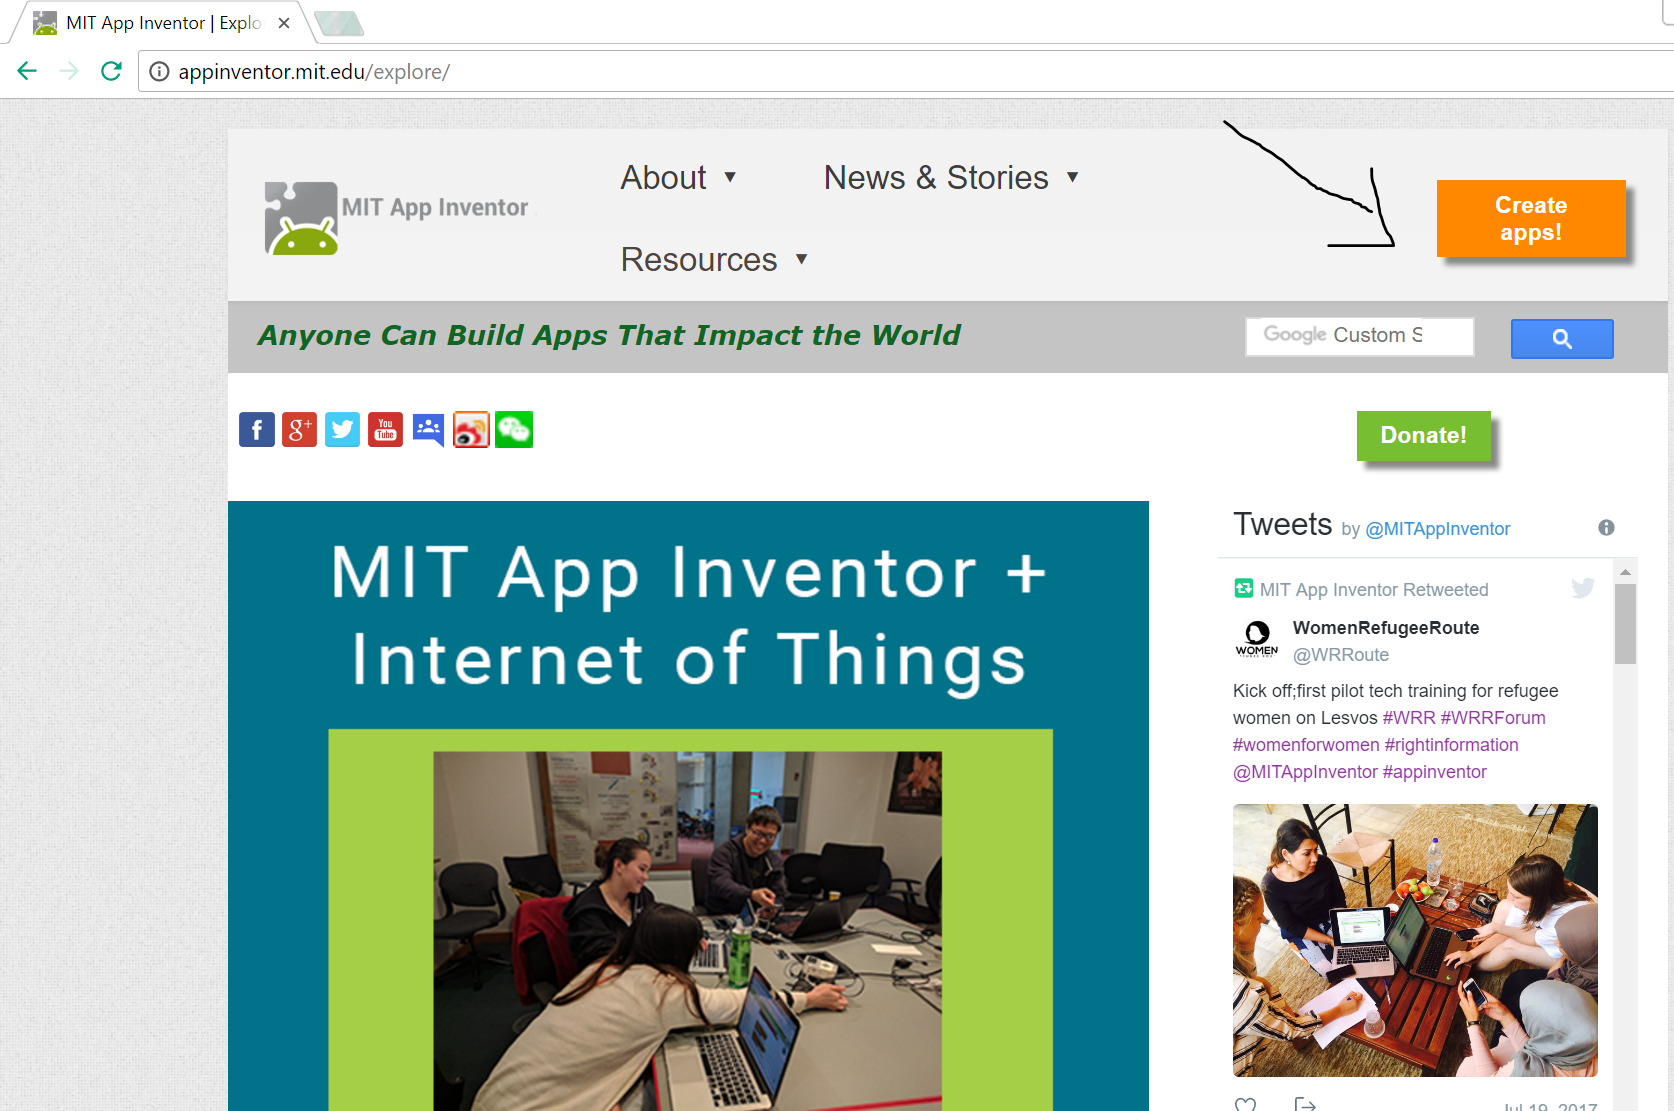 MIT App Inventor | Explo
appinventor.mit.edu/explore/
MIT App Inventor
About ▼
News & Stories ▼
Resources ▼
Create
apps!
Anyone Can Build Apps That Impact the World
Google Custom S
You
Tube
Donate!
MIT App Inventor +
Internet of Things
Tweets by @MITAppInventor
MIT App Inventor Retweeted
WOMEN
WomenRefugeeRoute
@WRRoute
Kick off;first pilot tech training for refugee
women on Lesvos #WRR #WRRForum
#womenforwomen #rightinformation
@MITAppInventor #appinventor
Jul 19, 2017